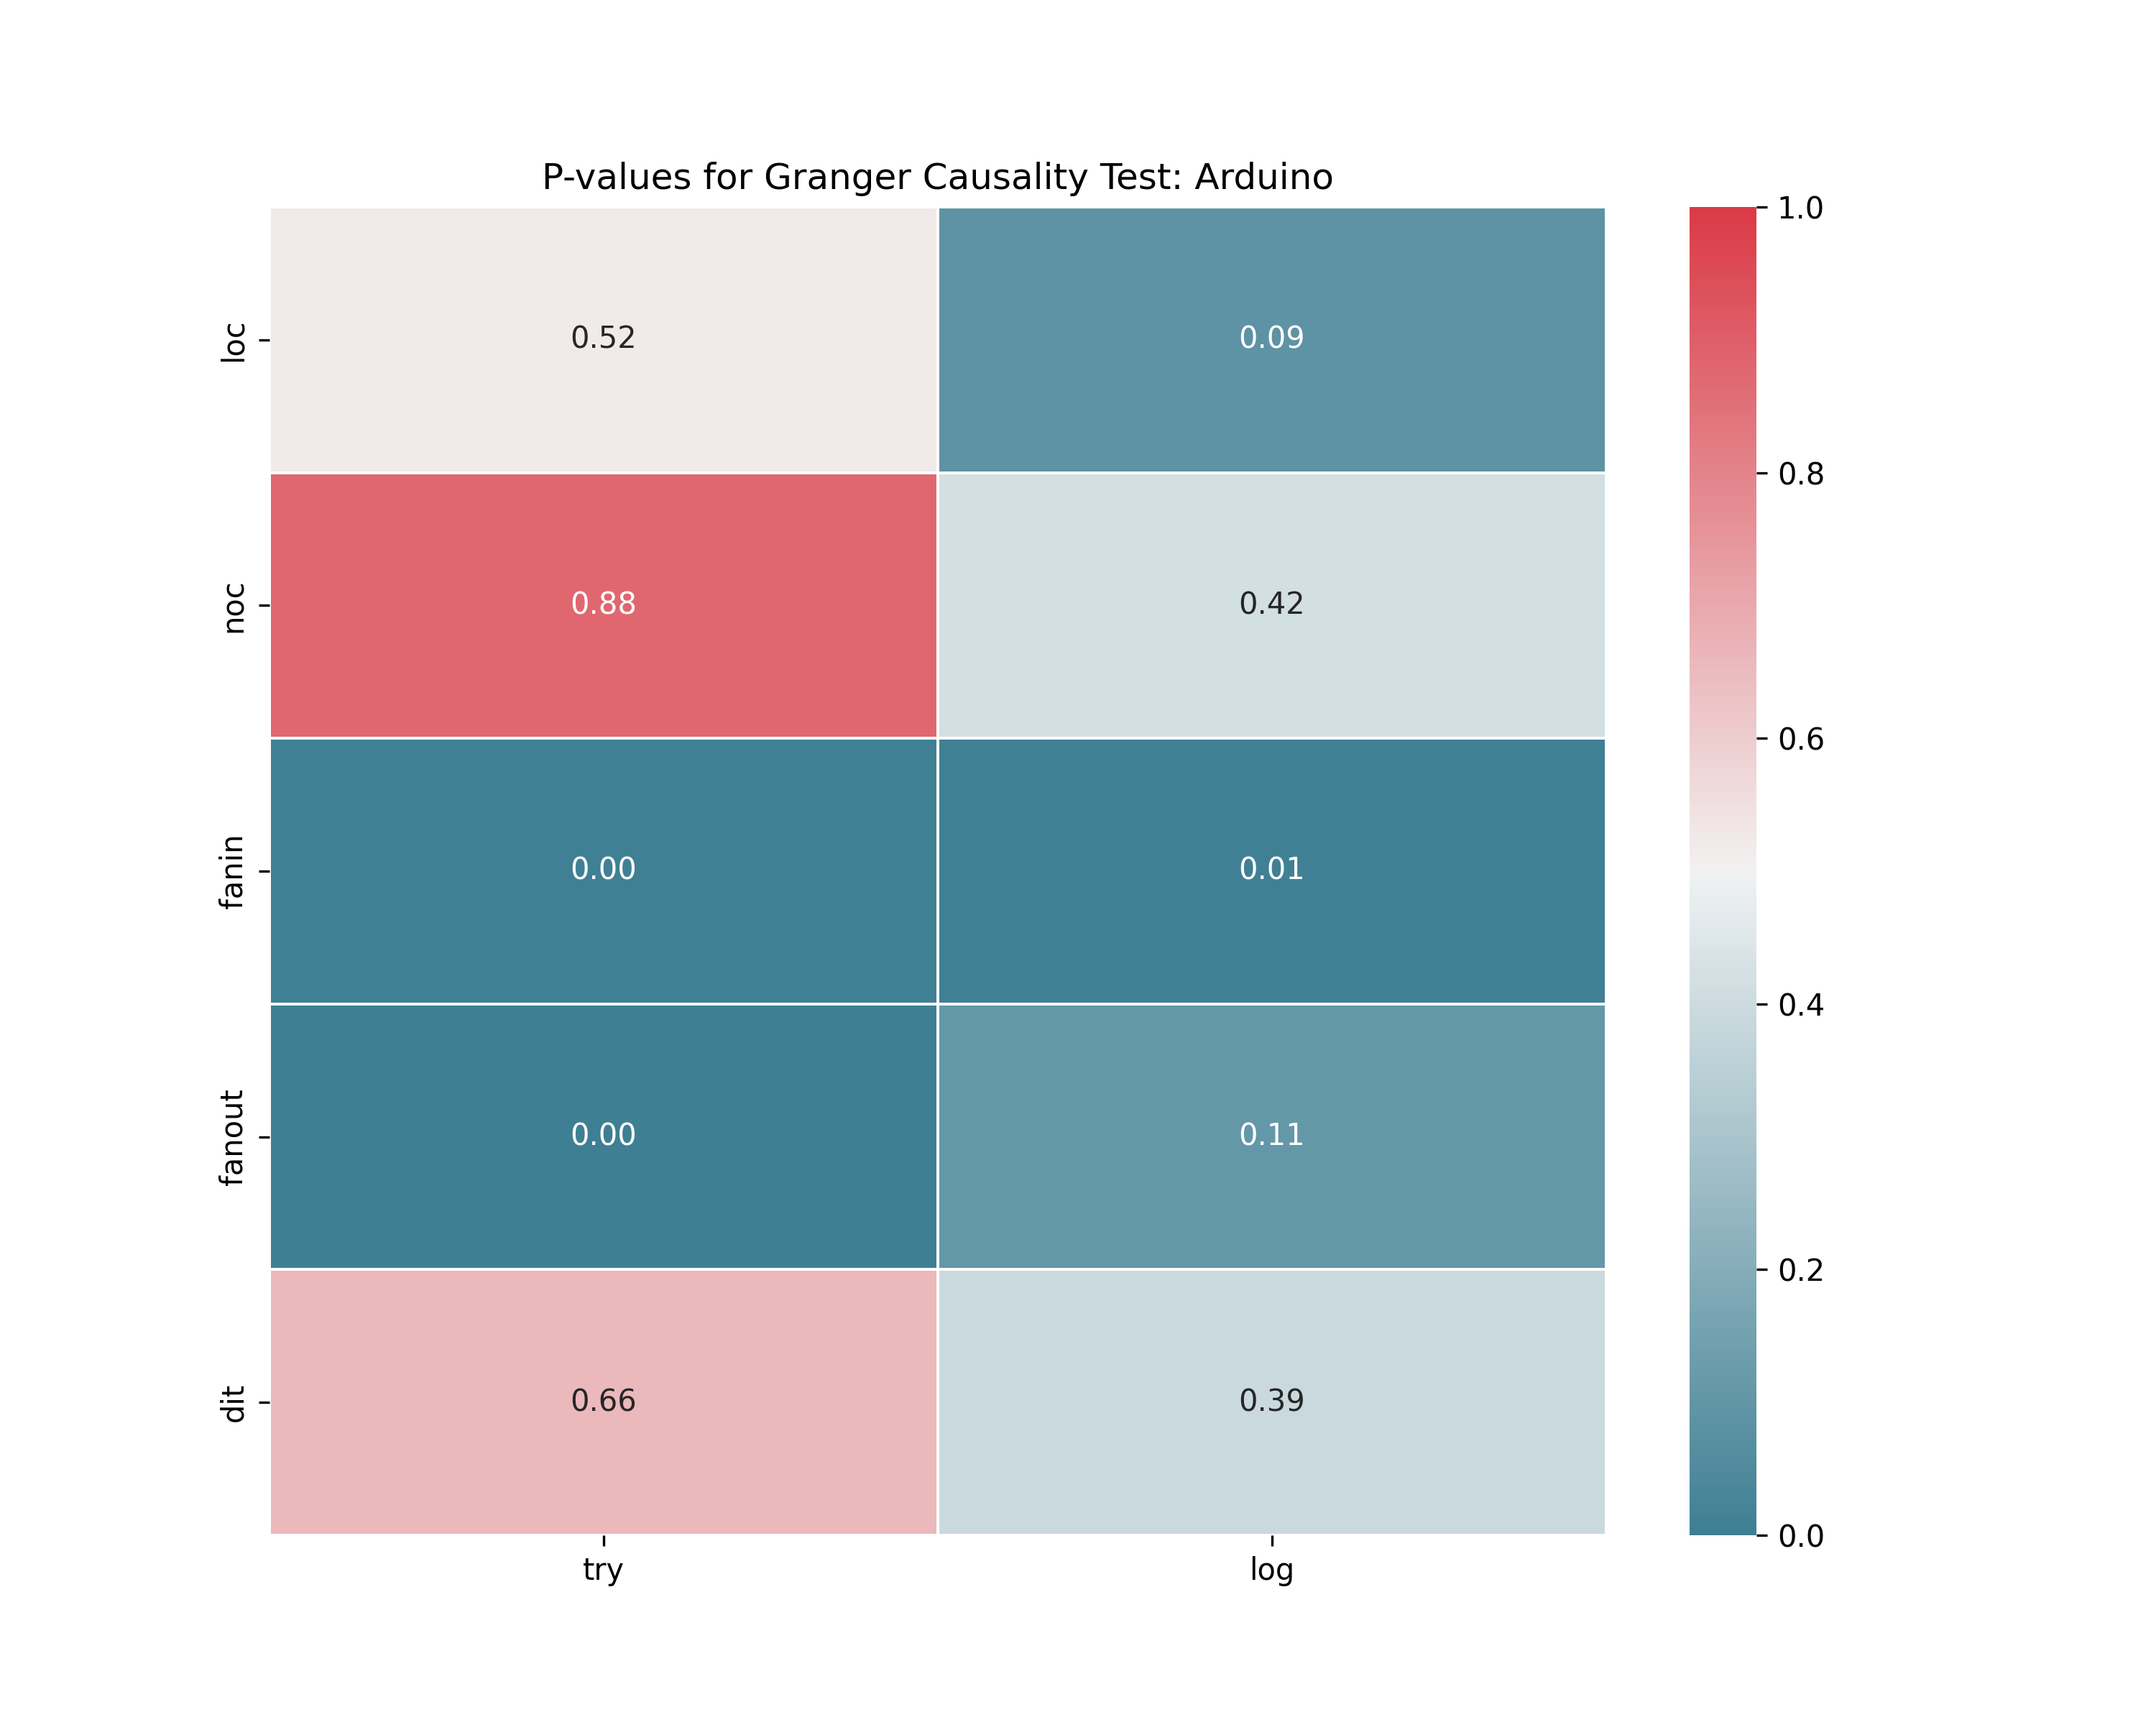 P-values for Granger Causality Test: Arduino
loc
0.52
0.09
noc
0.88
0.42
fanin
0.00
0.01
fanout
0.00
0.11
dit
0.66
0.39
try
log
1.0
0.8
0.6
0.4
0.2
0.0